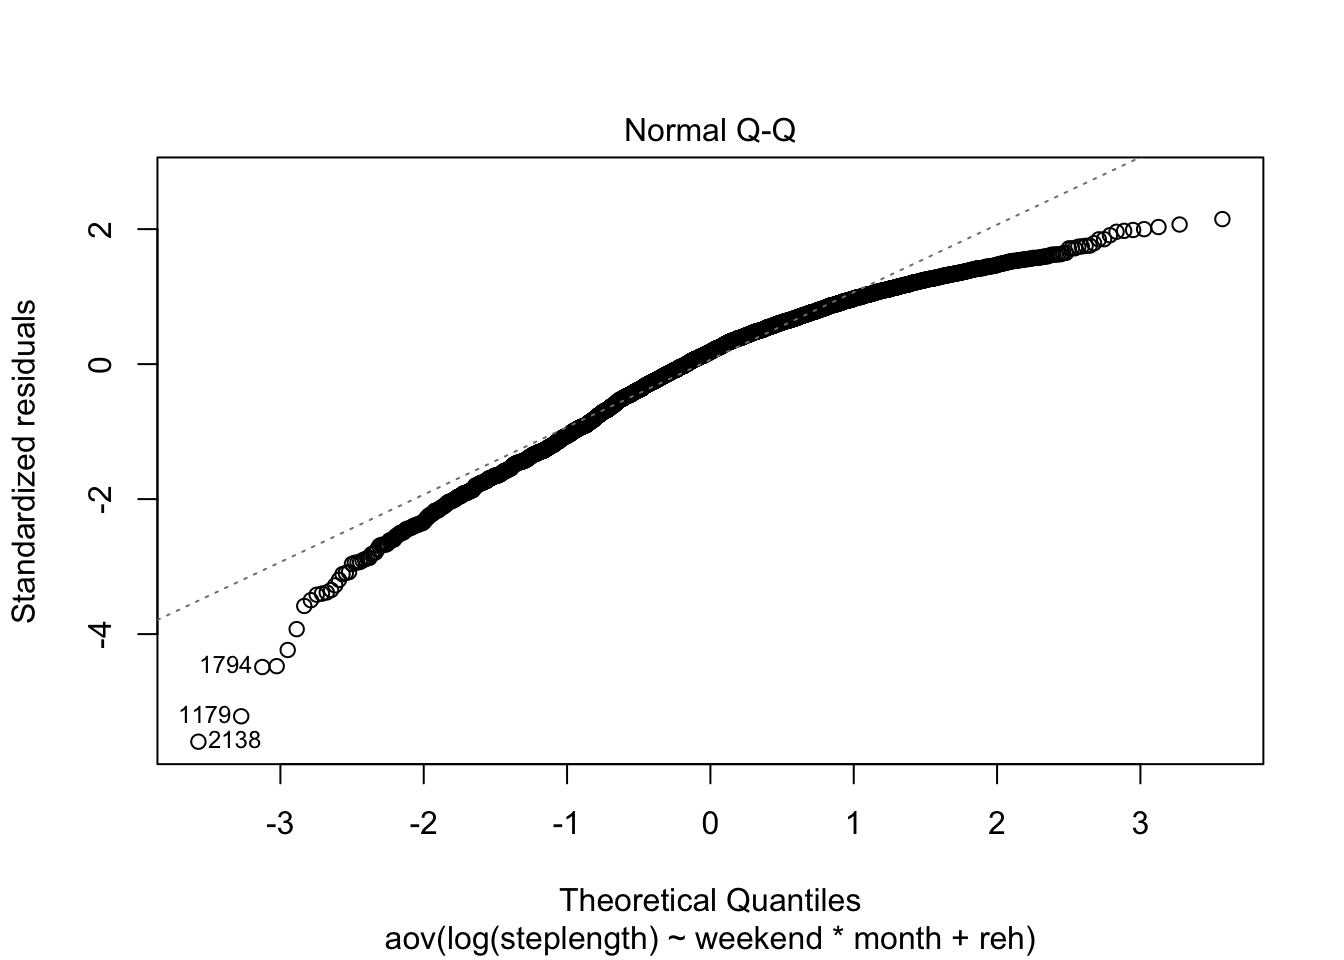 Normal Q-Q
Standardized residuals
2
0
-2
-4
1794
1179
2138
-3 -2 -1 0 1 2 3
Theoretical Quantiles
aov(log(steplength) ~ weekend * month + reh)